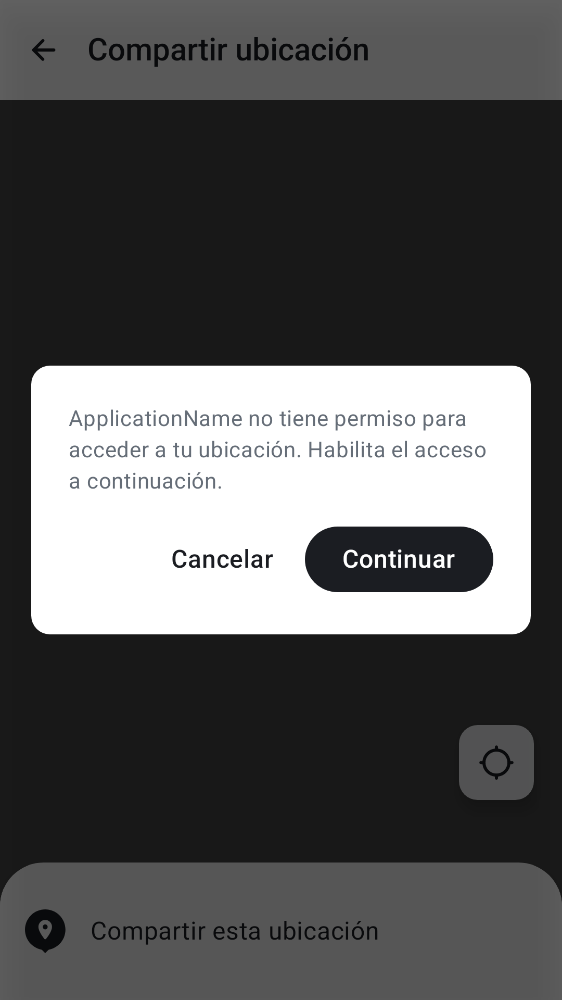 Compartir ubicación
ApplicationName no tiene permiso para
acceder a tu ubicación. Habilita el acceso
a continuación.
Cancelar
Continuar
Compartir esta ubicación